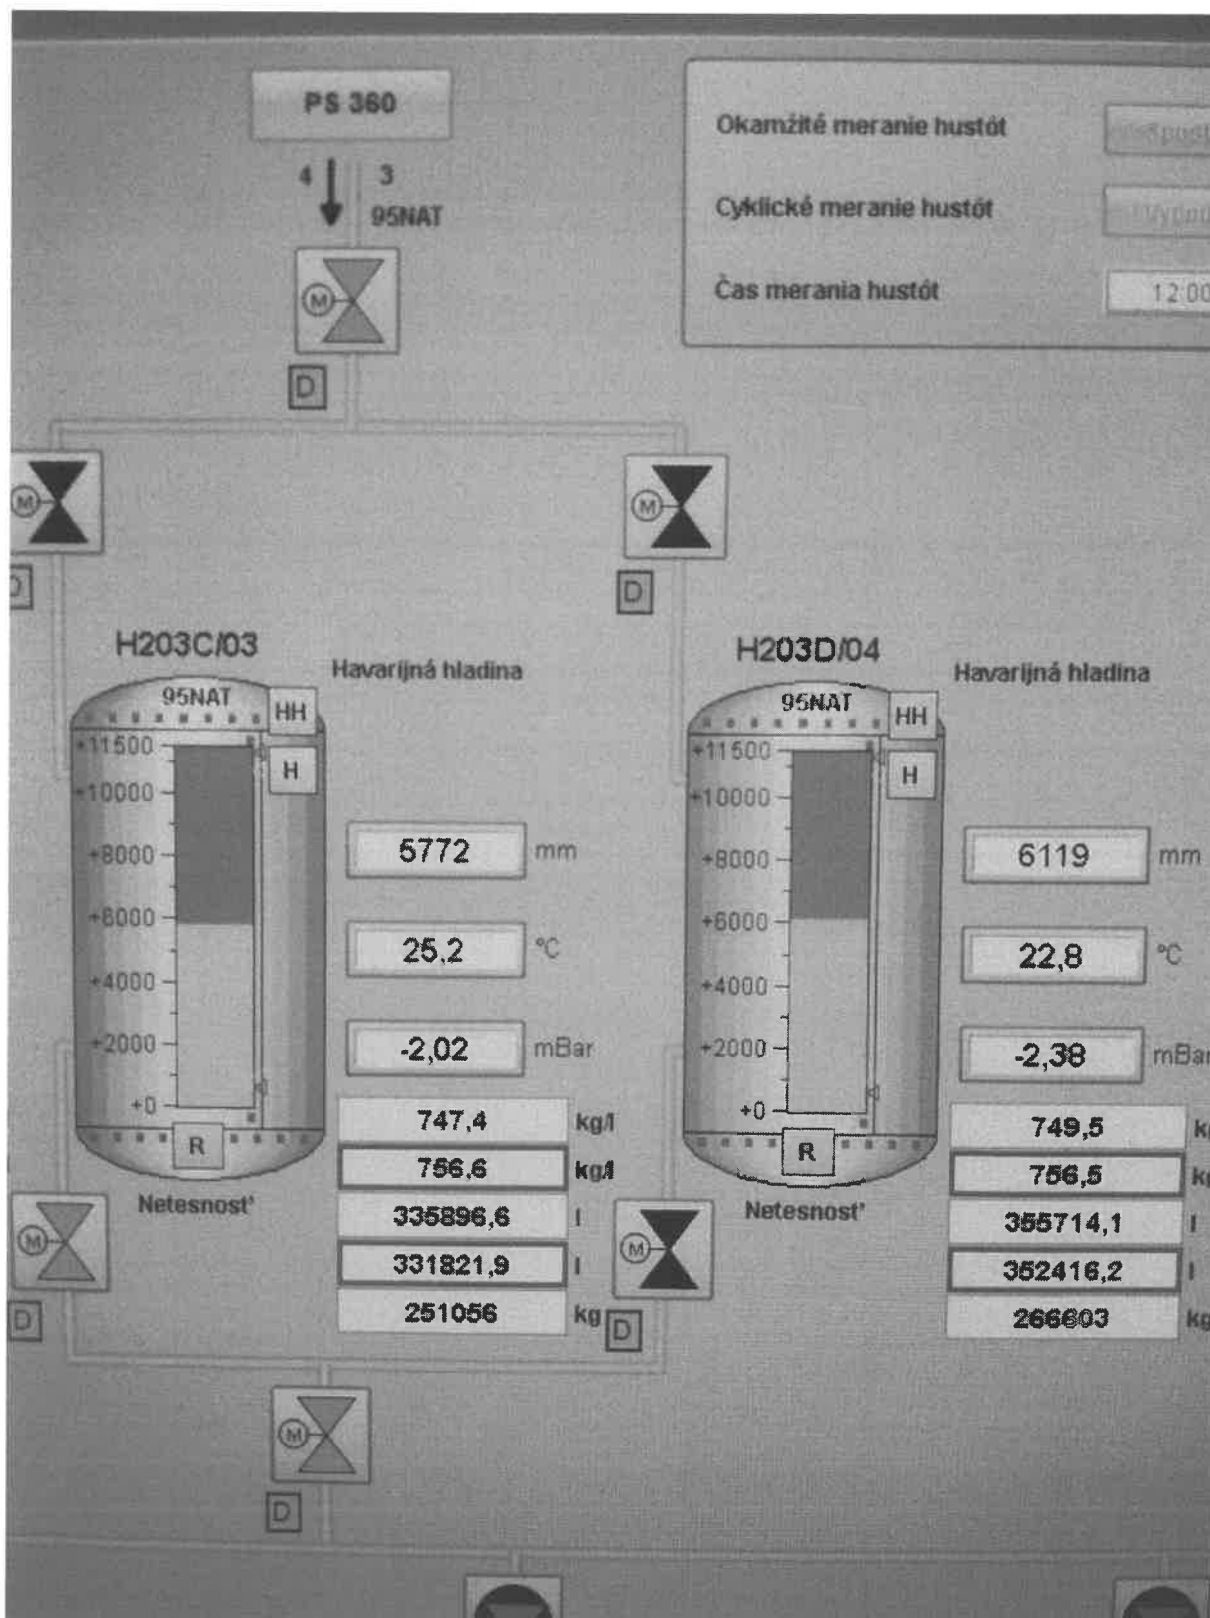 PS 360
4 3
95NAT
M
D
Okamžité meranie hustôt
Cyklické meranie hustôt
Čas merania hustôt
12:00
M
M
D
D
H203C/03
Havarijná hladina
95NAT
HH
H
+11500
+10000
+8000
+6000
+4000
+2000
+0
R
Netesnosť
5772 mm
25,2 °C
-2,02 mBar
747,4 kg/l
756,6 kg/l
335896,6 l
331821,9 l
251056 kg
H203D/04
Havarijná hladina
95NAT
HH
H
+11500
+10000
+8000
+6000
+4000
+2000
+0
R
Netesnosť
6119 mm
22,8 °C
-2,38 mBar
749,5
756,5
355714,1 l
352416,2 l
266603 kg
M
D
M
D
M
D